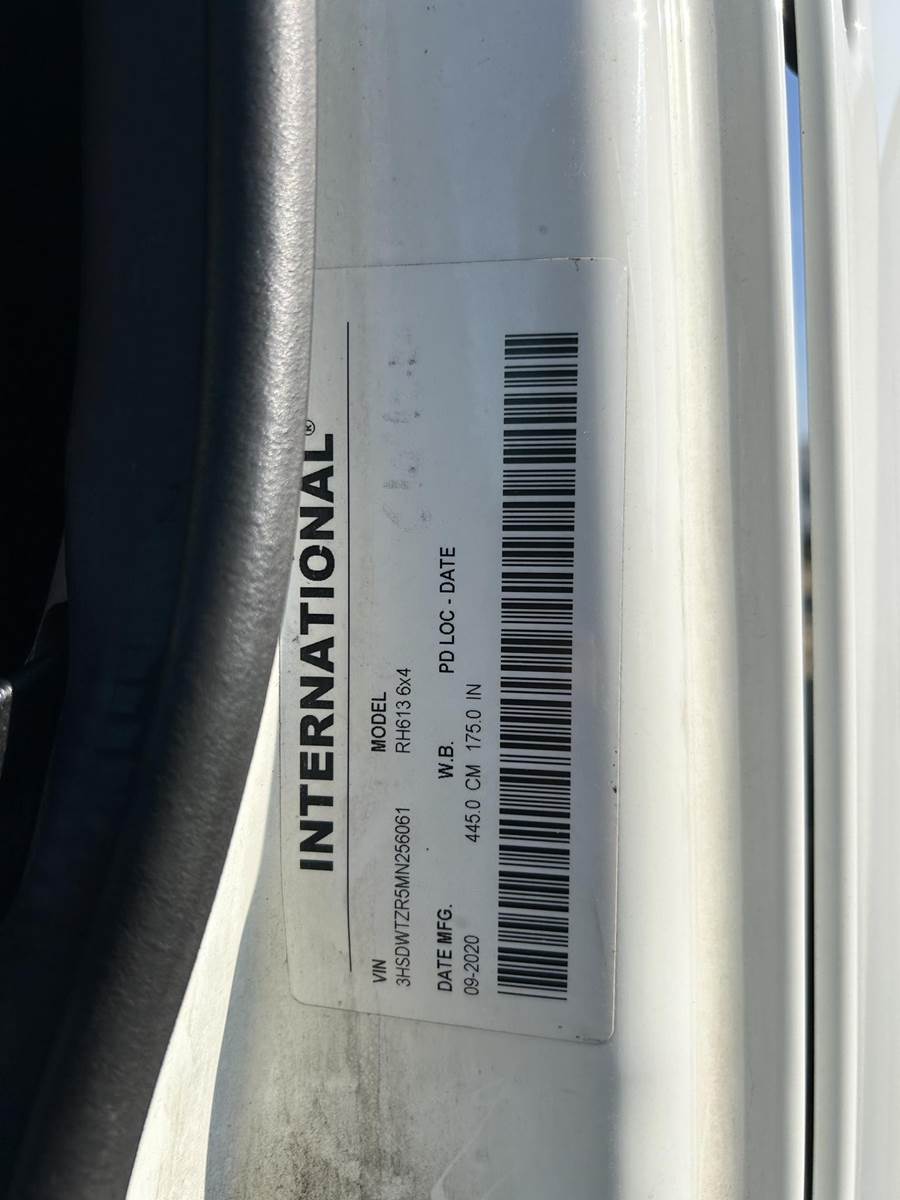 INTERNATIONAL®
VIN MODEL
3HSDWTZR5MN256061 RH613 6x4
DATE MFG. W.B. PD LOC - DATE
09-2020 445.0 CM 175.0 IN